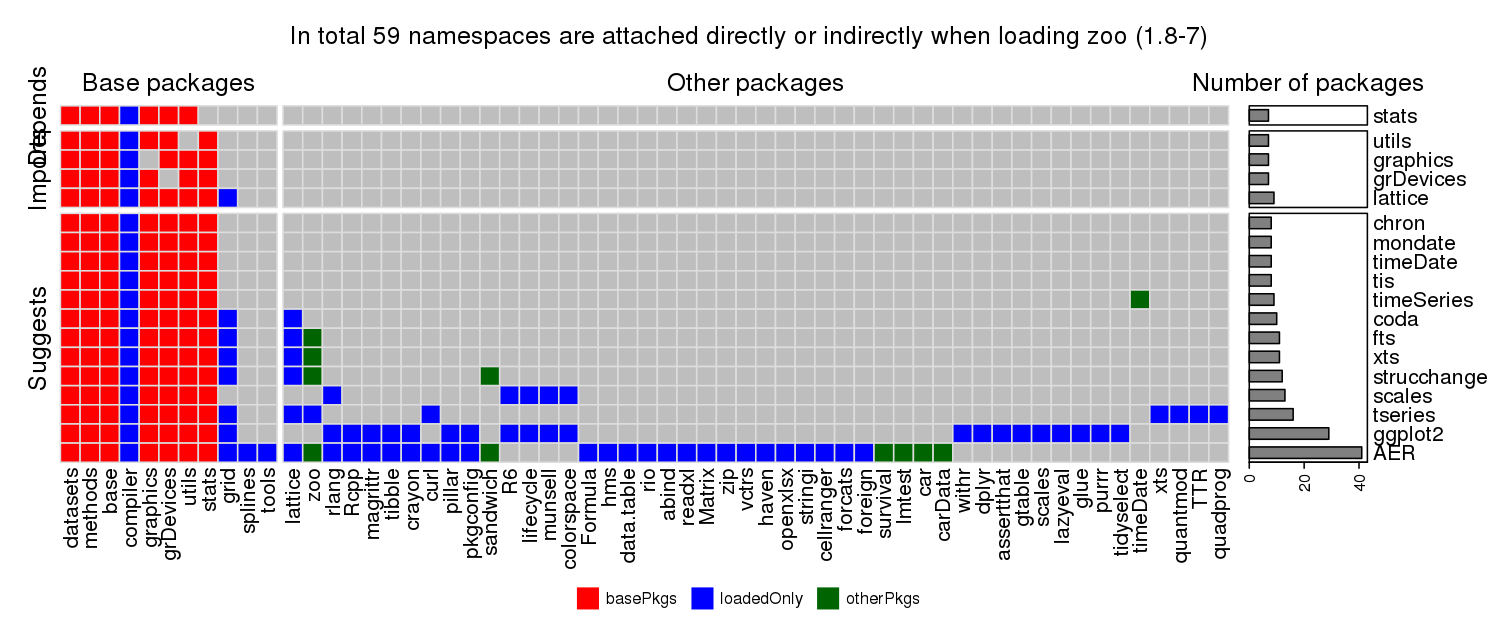 In total 59 namespaces are attached directly or indirectly when loading zoo (1.8-7)
Base packages
Other packages
Number of packages
Depends
Imports
Suggests
stats
utils
graphics
grDevices
lattice
chron
mondate
timeDate
tis
timeSeries
coda
fts
xts
strucchange
scales
tseries
ggplot2
AER
0 20 40
datasets
methods
base
compiler
graphics
grDevices
utils
stats
grid
splines
tools
lattice
zoo
rlang
Rcpp
magrittr
tibble
crayon
curl
pillar
pkgconfig
sandwich
R6
lifecycle
munsell
colorspace
Formula
hms
data.table
rio
abind
readxl
Matrix
zip
vctrs
haven
openxlsx
stringi
cellranger
forcats
foreign
survival
lmtest
car
carData
withr
dplyr
assertthat
gtable
scales
lazyeval
glue
purrr
tidyselect
timeDate
xts
quantmod
TTR
quadprog
basePkgs
loadedOnly
otherPkgs